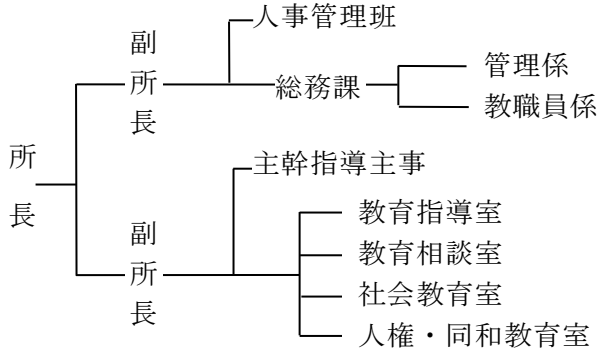 所長
副所長
人事管理班
総務課
管理係
教職員係
副所長
主幹指導主事
教育指導室
教育相談室
社会教育室
人権・同和教育室